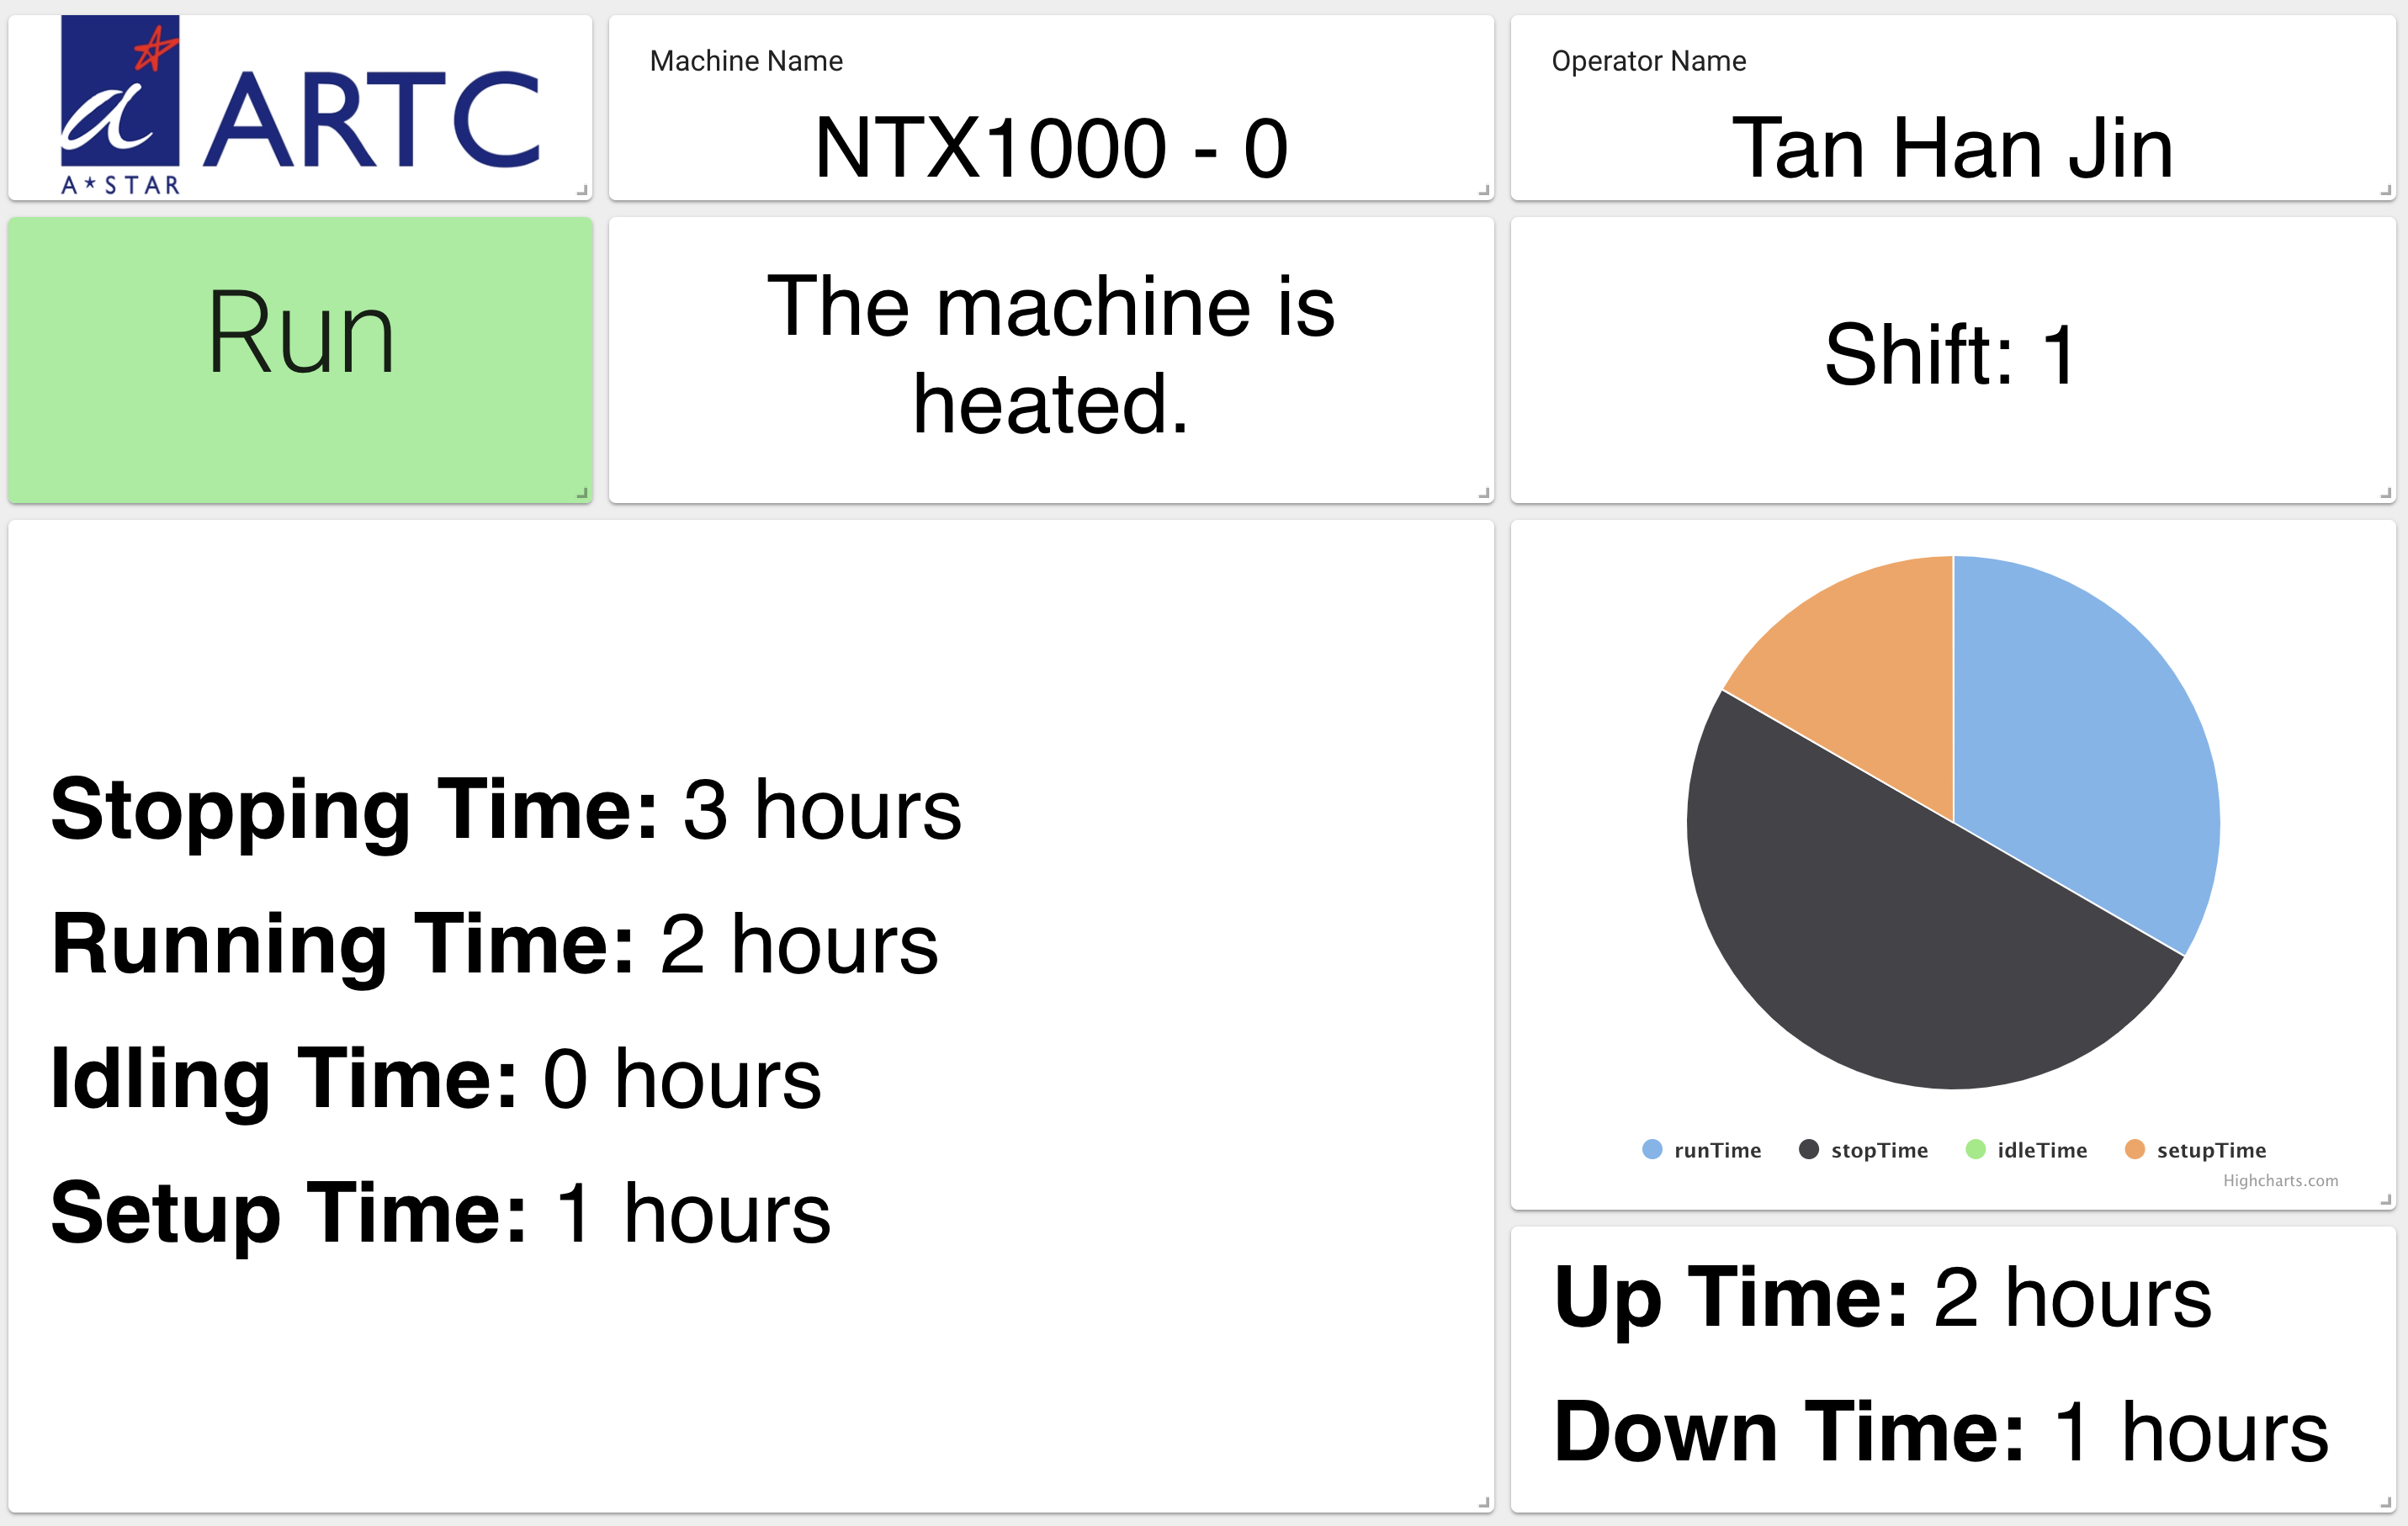 ARTC
A★STAR
Machine Name
NTX1000 - 0
Operator Name
Tan Han Jin
Run
The machine is
heated.
Shift: 1
Stopping Time: 3 hours
Running Time: 2 hours
Idling Time: 0 hours
Setup Time: 1 hours
runTime stopTime idleTime setupTime
Highcharts.com
Up Time: 2 hours
Down Time: 1 hours